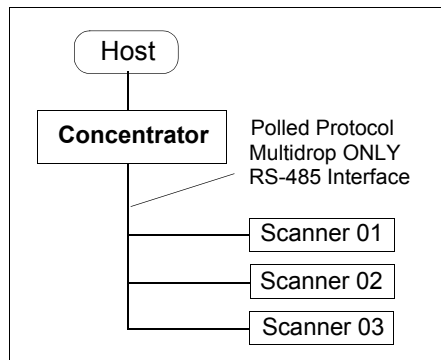 Host
Concentrator
Polled Protocol
Multidrop ONLY
RS-485 Interface
Scanner 01
Scanner 02
Scanner 03